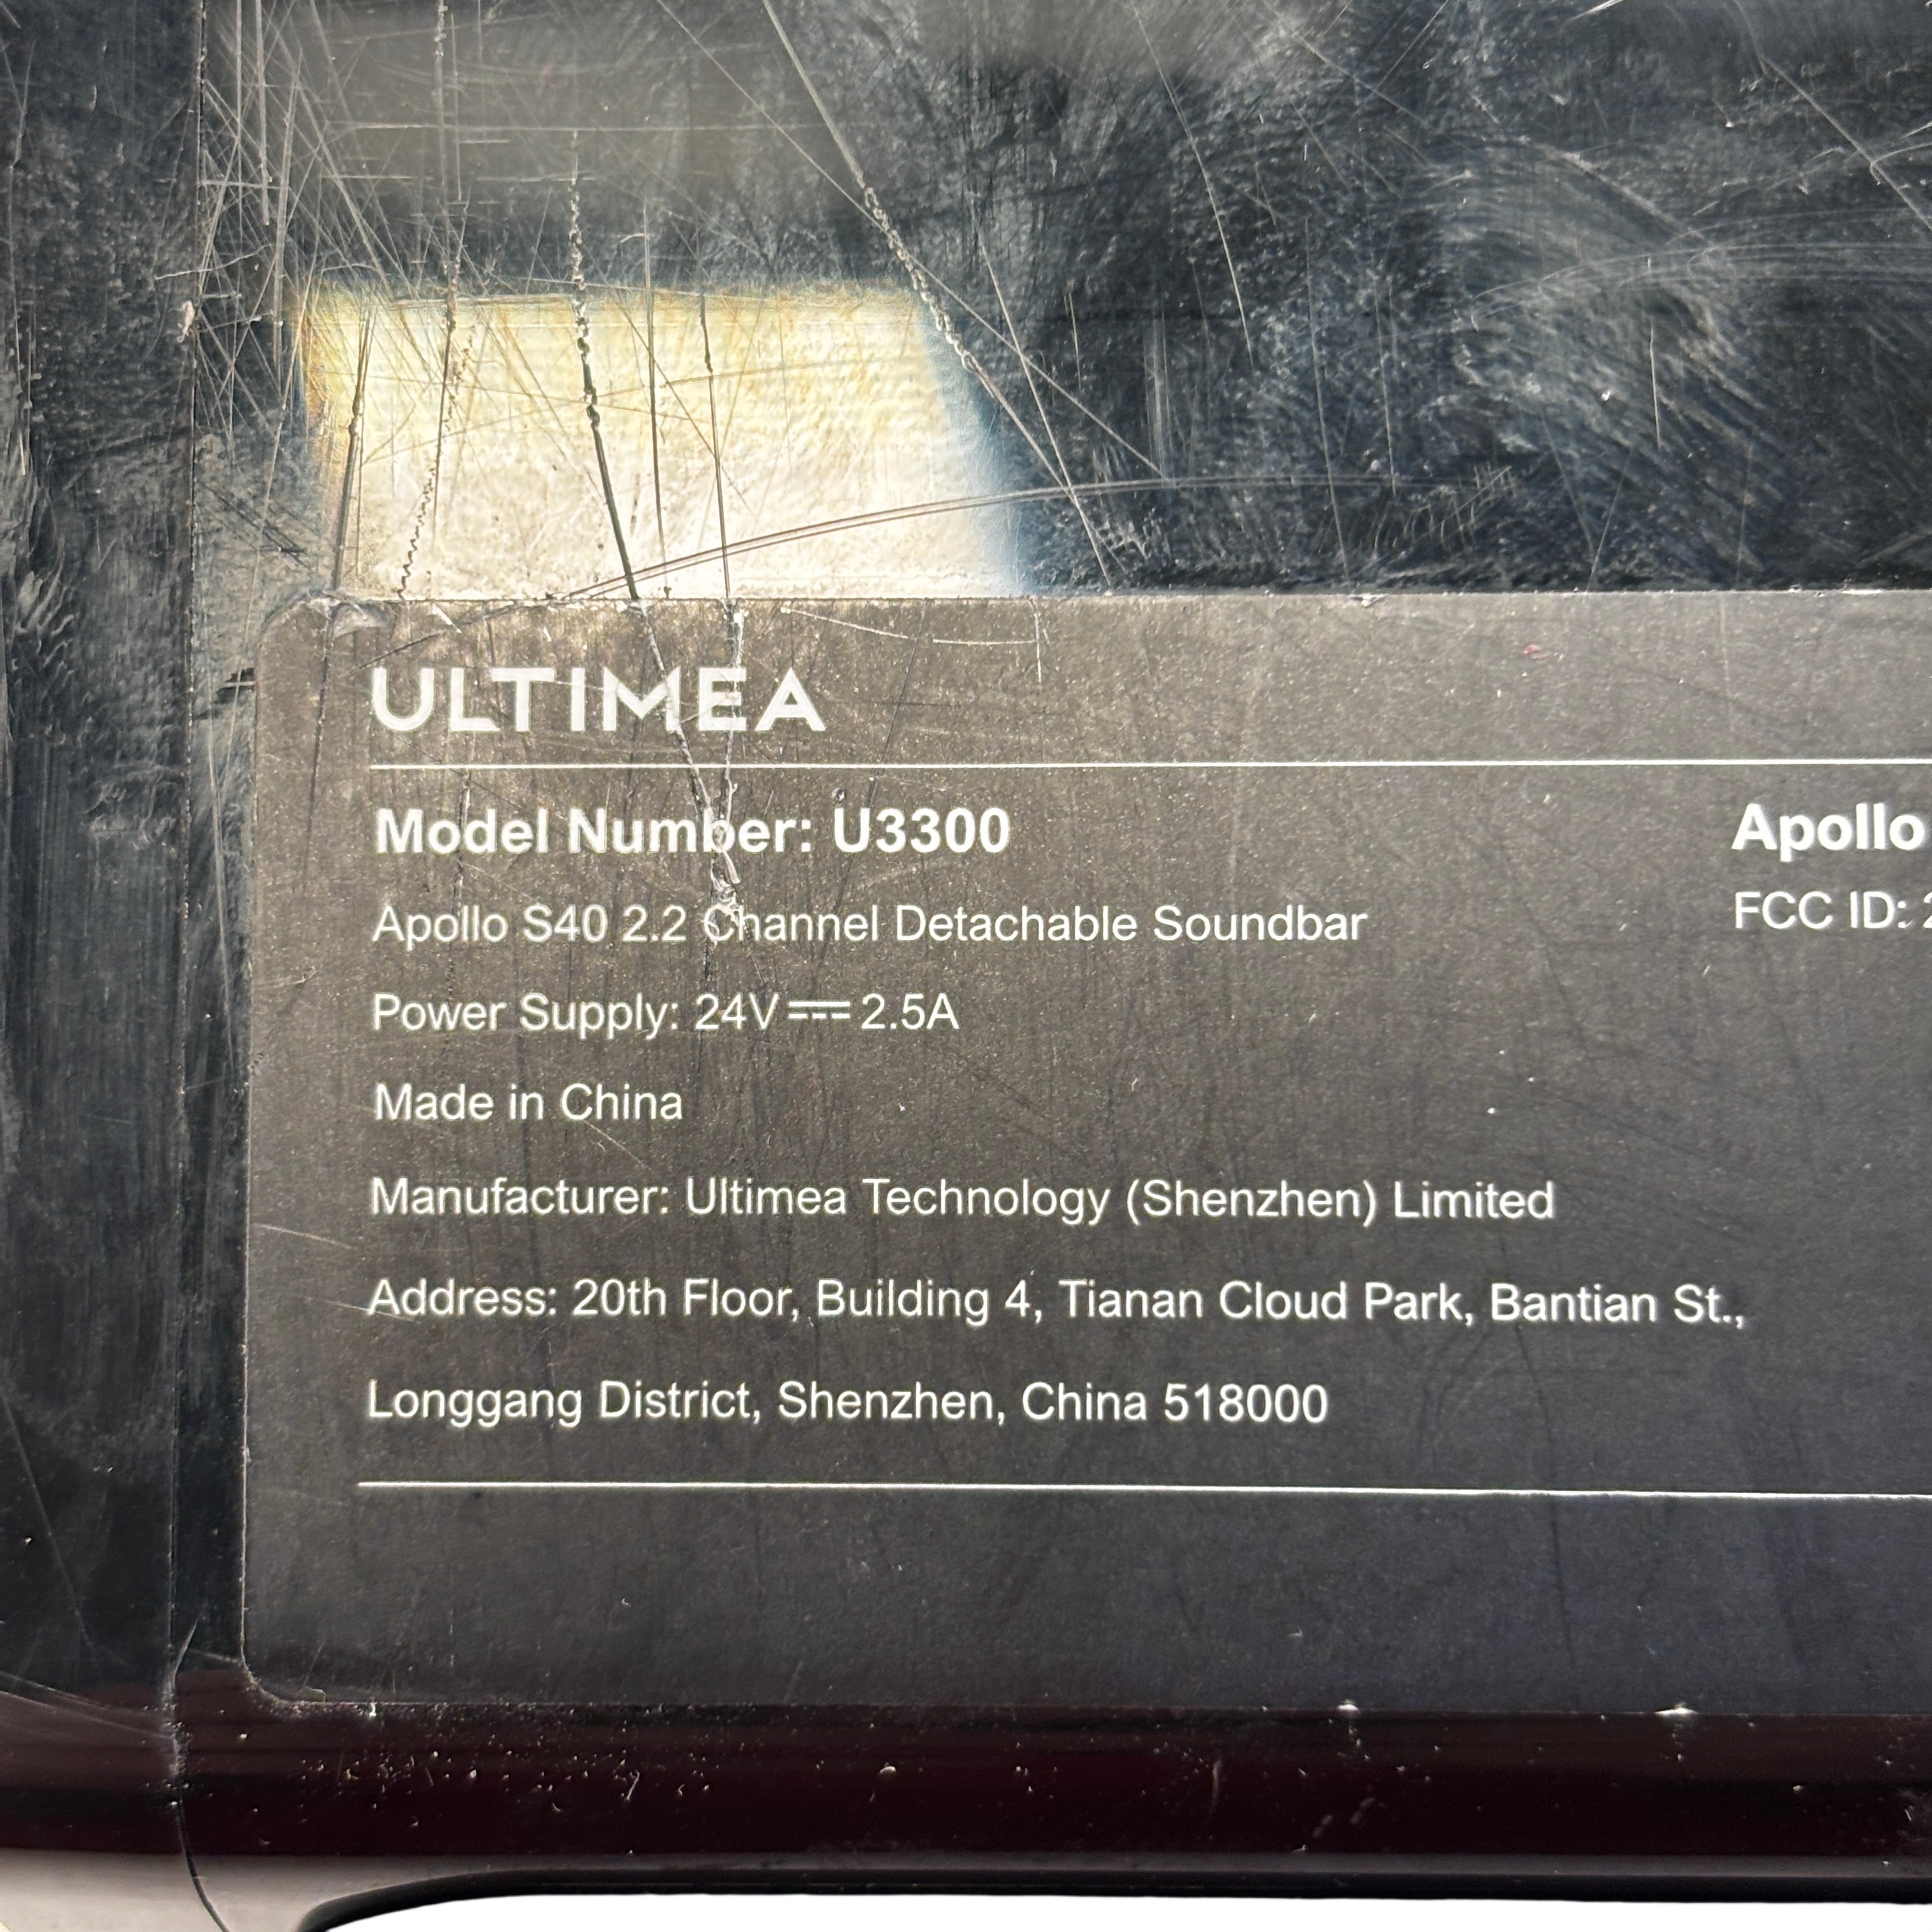 ULTIMEA
Model Number: U3300
Apollo S40 2.2 Channel Detachable Soundbar
Power Supply: 24V⎓2.5A
Made in China
Manufacturer: Ultimea Technology (Shenzhen) Limited
Address: 20th Floor, Building 4, Tianan Cloud Park, Bantian St.,
Longgang District, Shenzhen, China 518000
Apollo
FCC ID: